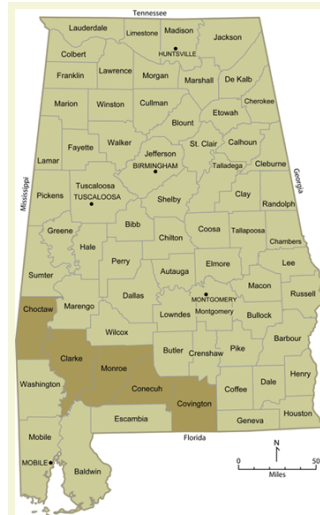 Tennessee
Lauderdale
Limestone
Madison
Jackson
HUNTSVILLE
Colbert
Franklin
Lawrence
Morgan
Marshall
De Kalb
Cherokee
Marion
Winston
Cullman
Etowah
Blount
Walker
Fayette
Lamar
Jefferson
BIRMINGHAM
St. Clair
Calhoun
Talladega
Cleburne
Mississippi
Georgia
Pickens
Tuscaloosa
TUSCALOOSA
Shelby
Clay
Randolph
Bibb
Greene
Hale
Chilton
Coosa
Tallapoosa
Chambers
Perry
Sumter
Autauga
Elmore
Lee
Macon
Russell
Choctaw
Marengo
Dallas
MONTGOMERY
Montgomery
Lowndes
Bullock
Wilcox
Clarke
Monroe
Butler
Crenshaw
Pike
Barbour
Washington
Conecuh
Covington
Coffee
Dale
Henry
Escambia
Geneva
Houston
Florida
Mobile
MOBILE
Baldwin
N
0
50
Miles